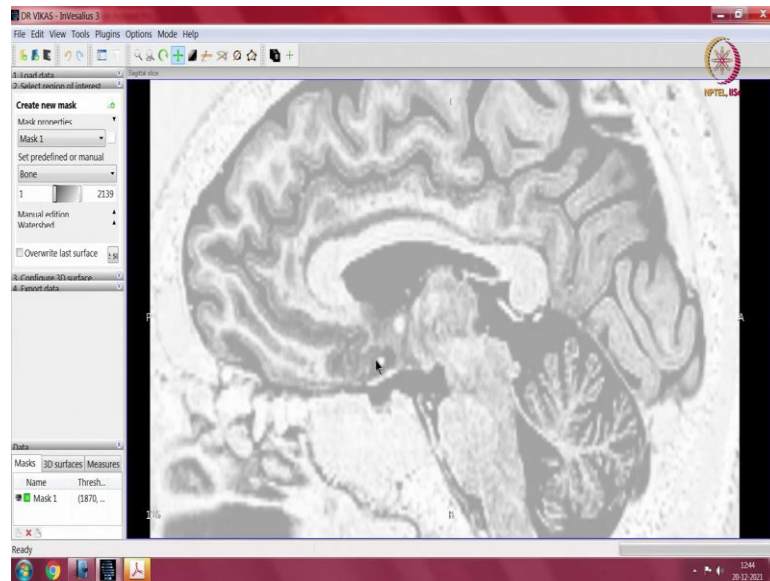 DR VIKAS - InVesalius 3
File Edit View Tools Plugins Options Mode Help
1. Load data
Sagittal slice
2. Select region of interest
NPTEL, IISc
Create new mask
Mask properties
Mask 1
Set predefined or manual
Bone
1 2139
Manual edition
Watershed
Overwrite last surface
3. Configure 3D surface
4. Export data
P
A
Data
Masks 3D surfaces Measures
Name Thresh..
Mask 1 (1870, ...
Ready
12:44
20-12-2021